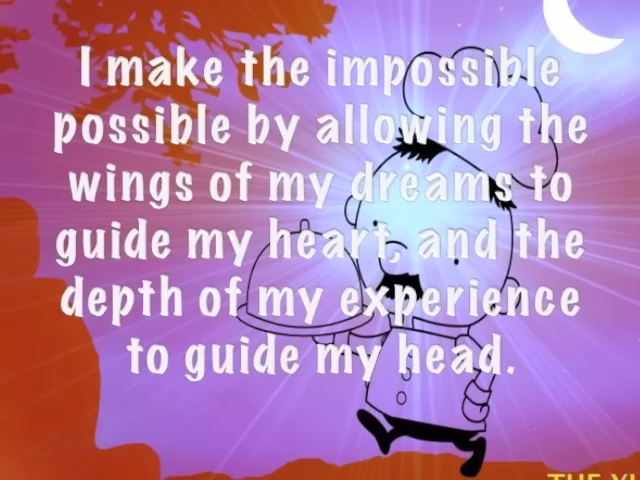 I make the impossible
possible by allowing the
wings of my dreams to
guide my heart, and the
depth of my experience
to guide my head.